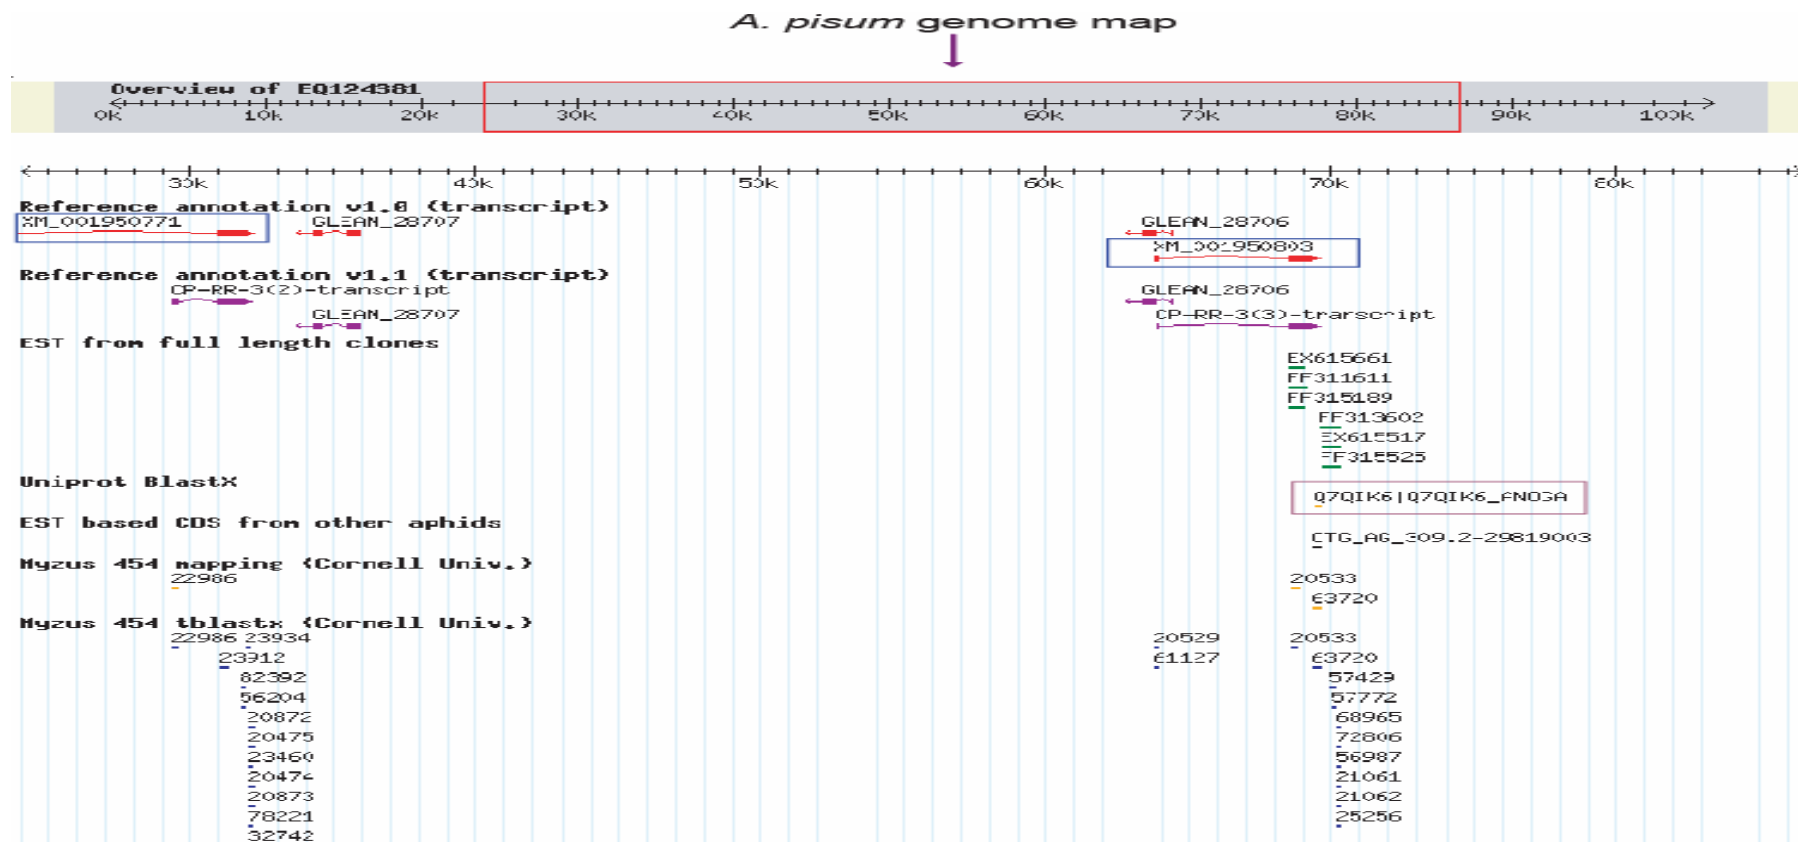 A. pisum genome map
Overview of EQ124381
0k 10k 20k 30k 40k 50k 60k 70k 80k 90k 100k
30k 40k 50k 60k 70k 80k
Reference annotation v1.0 (transcript)
XM_001950771 GLEAN_28707 GLEAN_28706
XM_001950803
Reference annotation v1.1 (transcript)
CP-RR-3(2)-transcript GLEAN_28706
GLEAN_28707 CP-RR-3(3)-transcript
EST from full length clones
EX615661
FF311611
FF315189
FF313602
EX615517
FF315525
Uniprot BlastX
Q7QIK6|Q7QIK6_ANOGA
EST based CDS from other aphids
CTG_AG_309.2-29819003
Myzus 454 mapping (Cornell Univ.)
22986 20533
63720
Myzus 454 tblastx (Cornell Univ.)
22986 23934 20529 20533
23912 61127 63720
82392 57429
56204 57772
20872 68965
20475 72806
23460 56987
20474 21061
20873 21062
78221 25256
32742